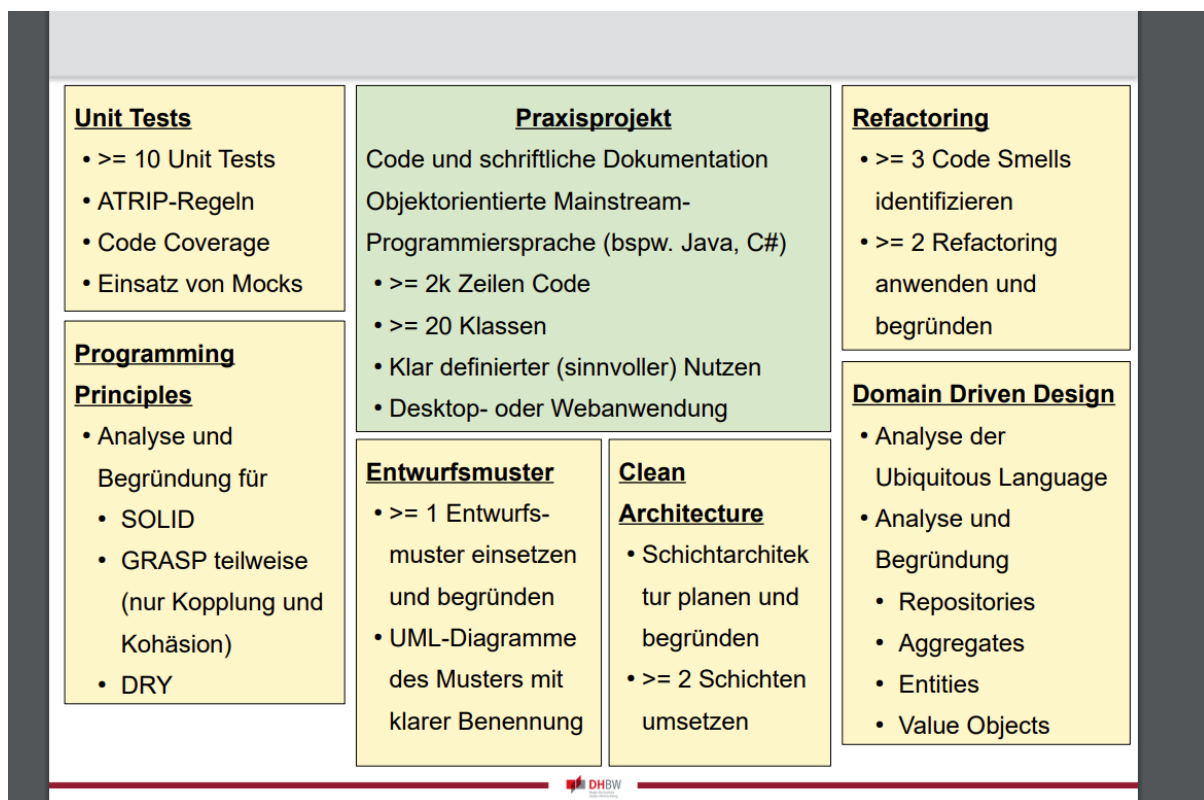 Unit Tests
• >= 10 Unit Tests
• ATRIP-Regeln
• Code Coverage
• Einsatz von Mocks
Programming
Principles
• Analyse und
Begründung für
• SOLID
• GRASP teilweise
(nur Kopplung und
Kohäsion)
• DRY
Praxisprojekt
Code und schriftliche Dokumentation
Objektorientierte Mainstream-
Programmiersprache (bspw. Java, C#)
• >= 2k Zeilen Code
• >= 20 Klassen
• Klar definierter (sinnvoller) Nutzen
• Desktop- oder Webanwendung
Entwurfsmuster
• >= 1 Entwurfs-
muster einsetzen
und begründen
• UML-Diagramme
des Musters mit
klarer Benennung
Clean
Architecture
• Schichtarchitek
tur planen und
begründen
• >= 2 Schichten
umsetzen
Refactoring
• >= 3 Code Smells
identifizieren
• >= 2 Refactoring
anwenden und
begründen
Domain Driven Design
• Analyse der
Ubiquitous Language
• Analyse und
Begründung
• Repositories
• Aggregates
• Entities
• Value Objects
DHBW